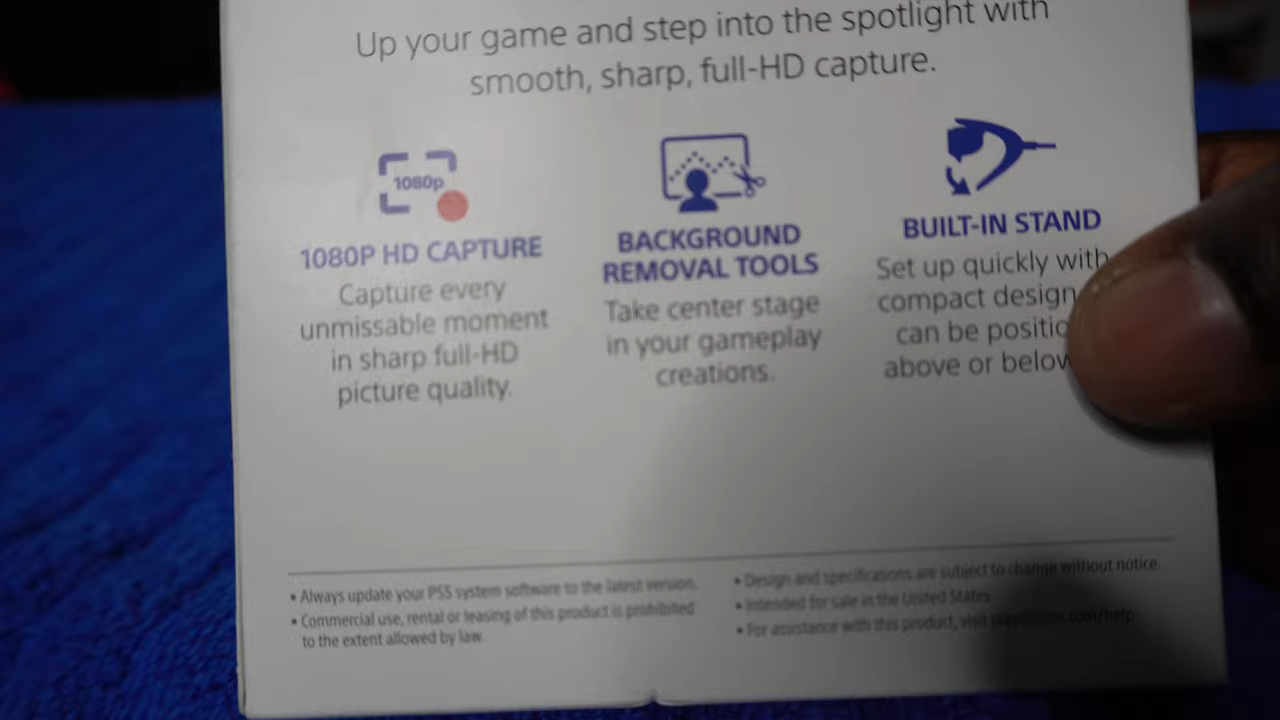 Up your game and step into the spotlight with
smooth, sharp, full-HD capture.
1080p
1080P HD CAPTURE
Capture every
unmissable moment
in sharp full-HD
picture quality.
BACKGROUND
REMOVAL TOOLS
Take center stage
in your gameplay
creations.
BUILT-IN STAND
Set up quickly with
compact design
can be
above or below
• Always update your PS5 system software to the latest version.
• Commercial use, rental or leasing of this product is prohibited
to the extent allowed by law.
• Design and specifications are subject to change without notice.
• Intended for sale in the United States
• For assistance with this product, visit playstation.com/help